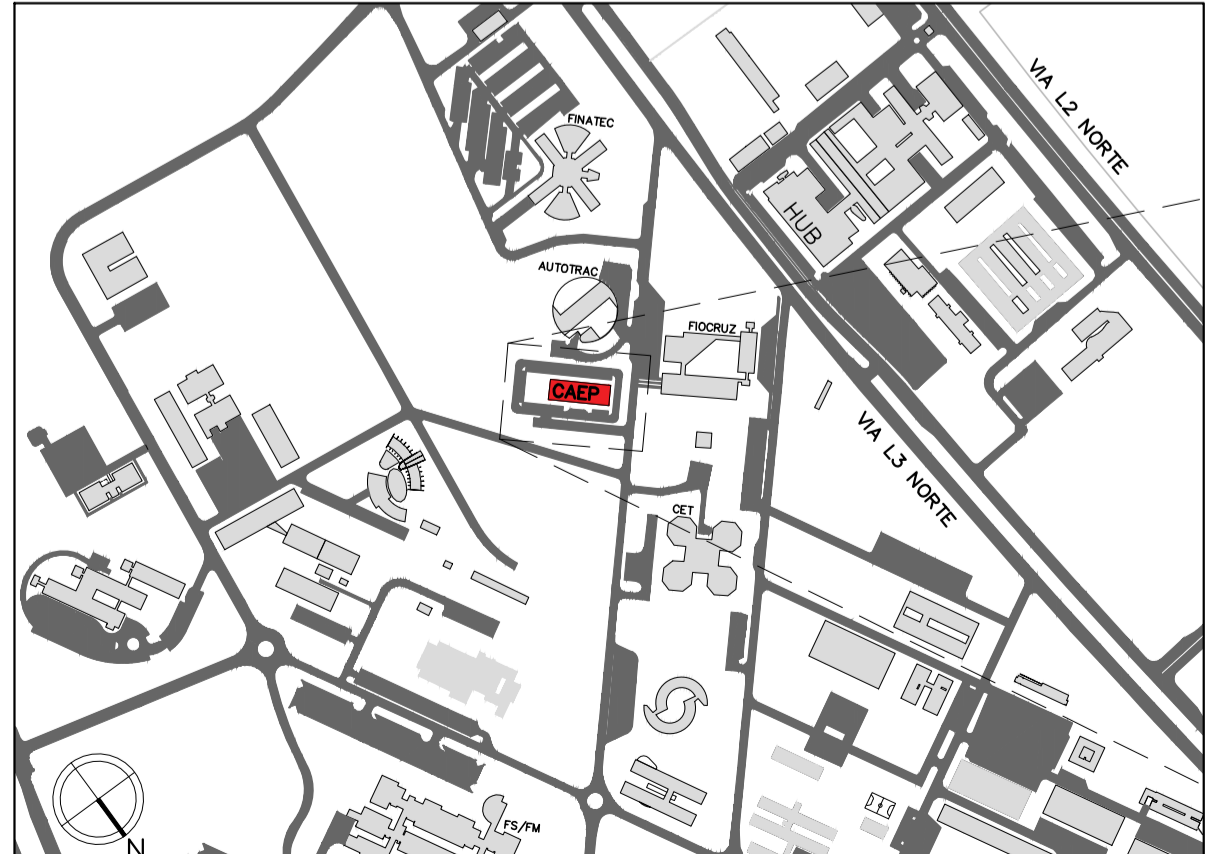 VIA L2 NORTE
FINATEC
HUB
AUTOTRAC
FIOCRUZ
CAEP
VIA L3 NORTE
CET
FS/FM
N